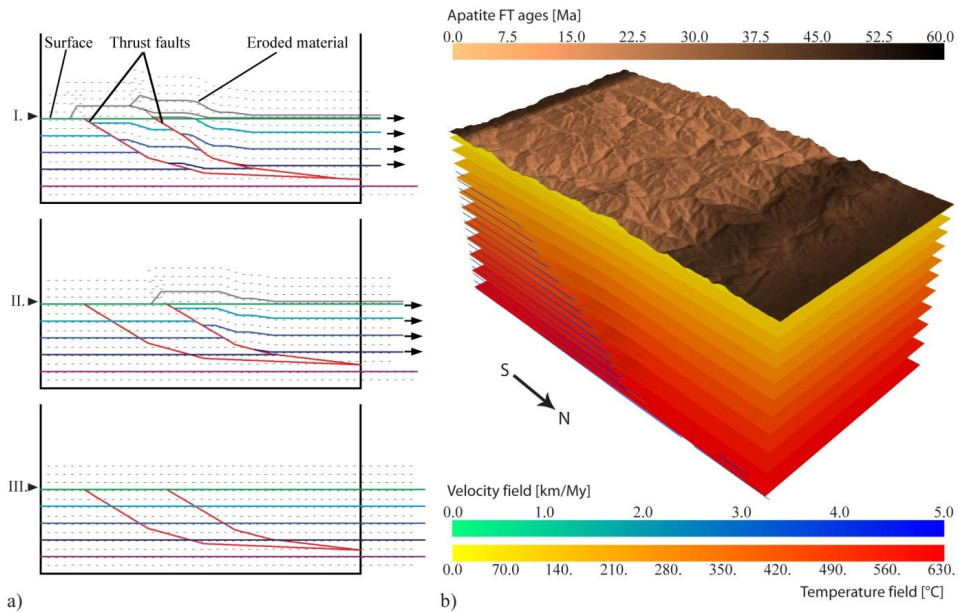 a)
Surface
Thrust faults
Eroded material
I.
II.
III.
b)
Apatite FT ages [Ma]
0.0 7.5 15.0 22.5 30.0 37.5 45.0 52.5 60.0
S
N
Velocity field [km/My]
0.0 1.0 2.0 3.0 4.0 5.0
0.0 70.0 140. 210. 280. 350. 420. 490. 560. 630.
Temperature field [°C]